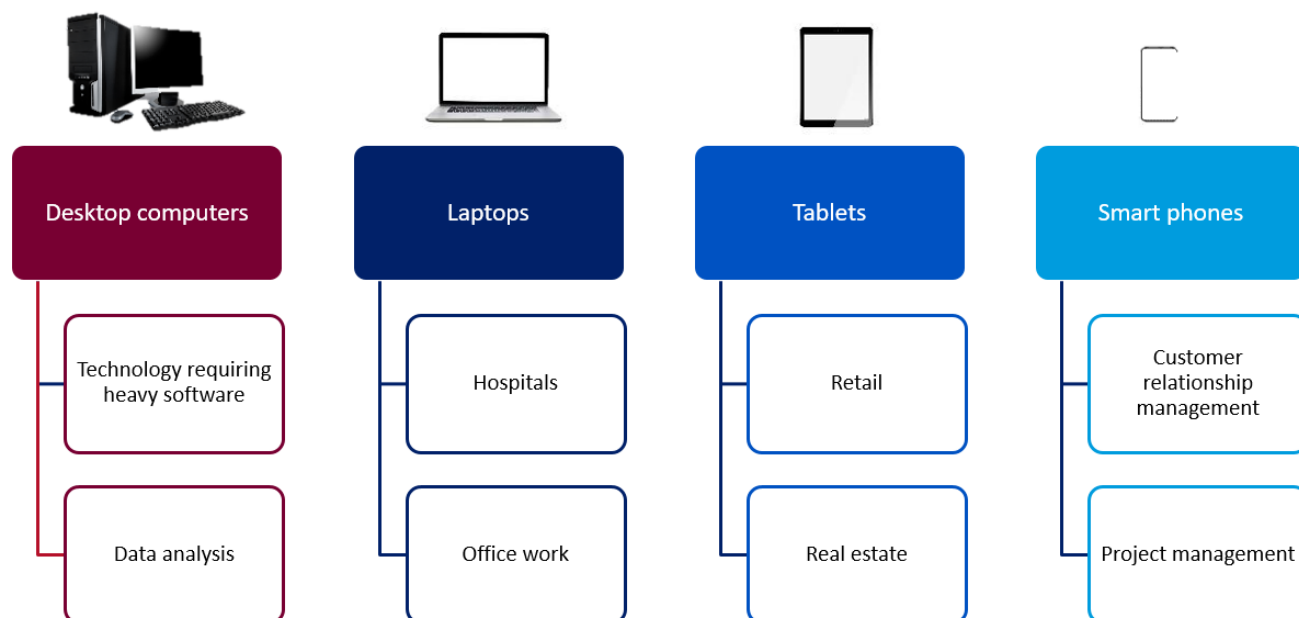 Desktop computers
Laptops
Tablets
Smart phones
Technology requiring
heavy software
Hospitals
Retail
Customer
relationship
management
Data analysis
Office work
Real estate
Project management